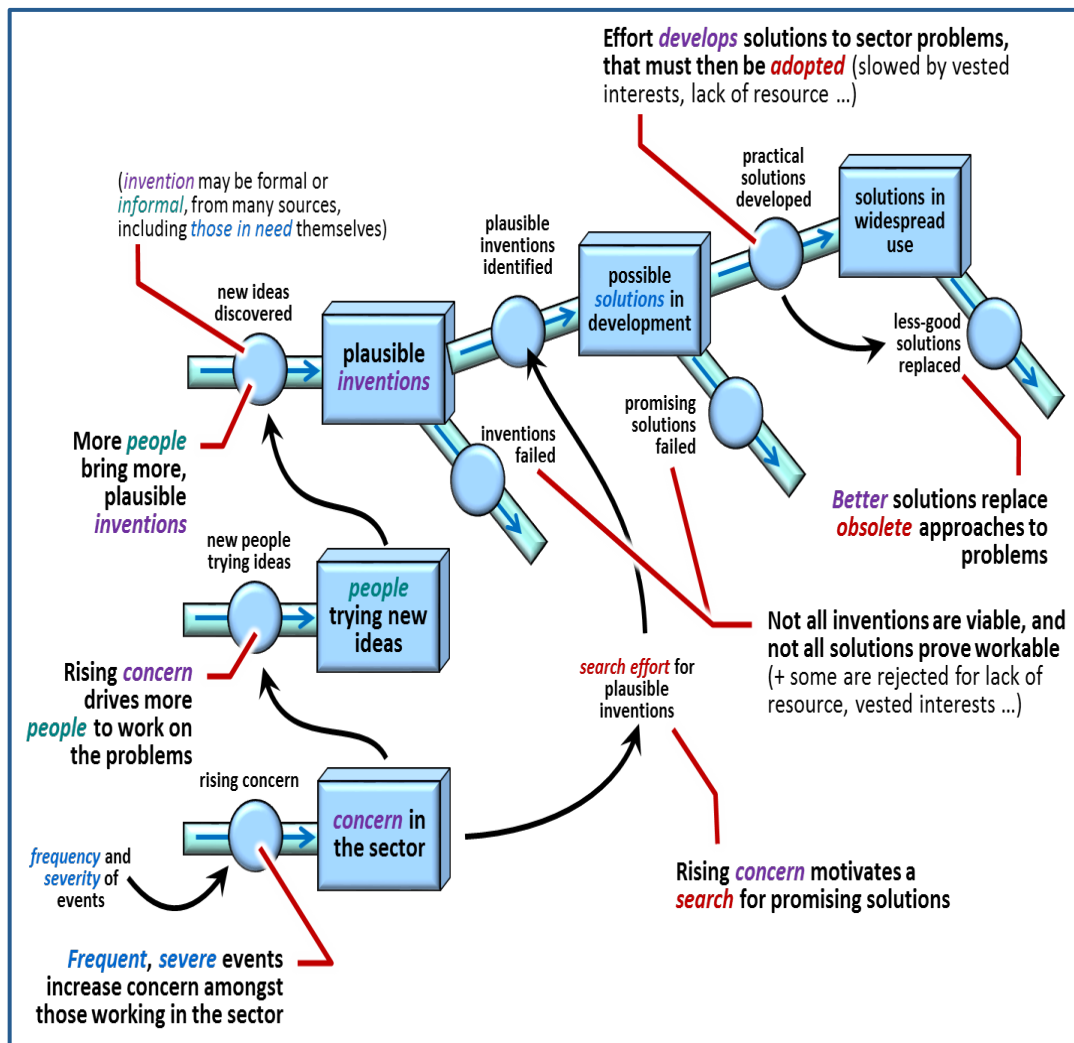 Effort develops solutions to sector problems,
that must then be adopted (slowed by vested
interests, lack of resource ...)
(invention may be formal or
informal, from many sources,
including those in need themselves)
new ideas
discovered
plausible
inventions
plausible
inventions
identified
possible
solutions in
development
practical
solutions
developed
solutions in
widespread
use
less-good
solutions
replaced
inventions
failed
promising
solutions
failed
More people
bring more,
plausible
inventions
Better solutions replace
obsolete approaches to
problems
new people
trying ideas
people
trying new
ideas
Not all inventions are viable, and
not all solutions prove workable
(+ some are rejected for lack of
resource, vested interests ...)
Rising concern
drives more
people to work on
the problems
search effort for
plausible
inventions
rising concern
concern in
the sector
frequency and
severity of
events
Rising concern motivates a
search for promising solutions
Frequent, severe events
increase concern amongst
those working in the sector